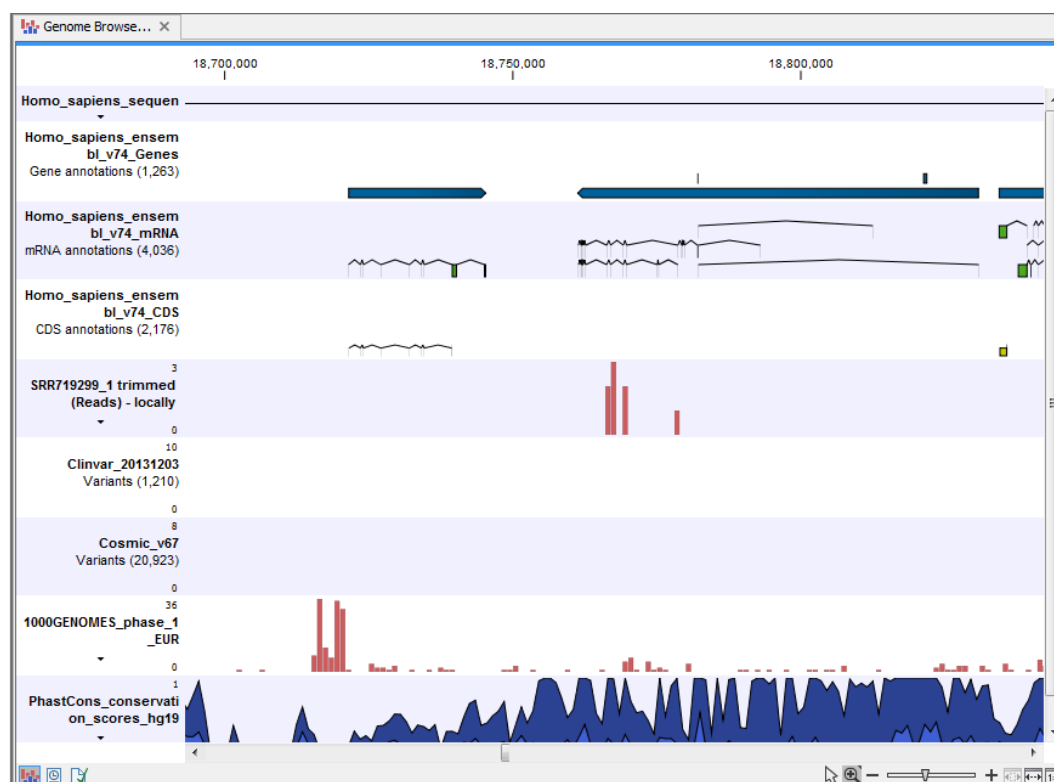 Genome Browse...
18,700,000 18,750,000 18,800,000
Homo_sapiens_sequen
Homo_sapiens_ensem
bl_v74_Genes
Gene annotations (1,263)
Homo_sapiens_ensem
bl_v74_mRNA
mRNA annotations (4,036)
Homo_sapiens_ensem
bl_v74_CDS
CDS annotations (2,176)
3
SRR719299_1 trimmed
(Reads) - locally
0
10
Clinvar_20131203
Variants (1,210)
0
8
Cosmic_v67
Variants (20,923)
0
36
1000GENOMES_phase_1
_EUR
0
1
PhastCons_conservati
on_scores_hg19